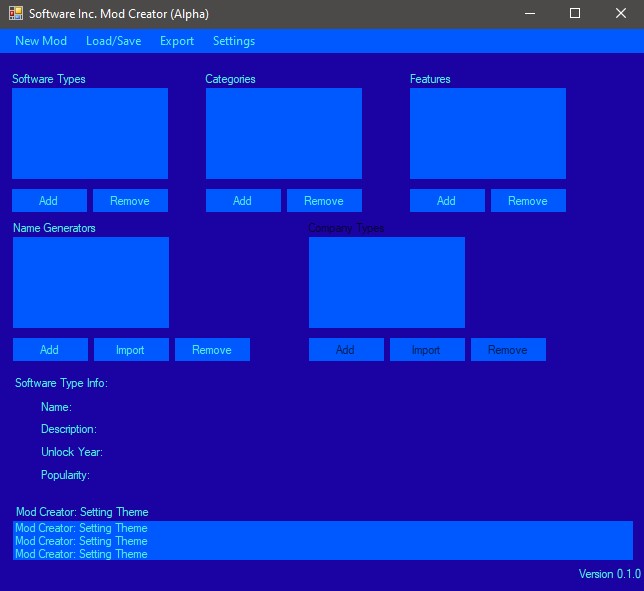 Software Inc. Mod Creator (Alpha)
New Mod Load/Save Export Settings
Software Types Categories Features
Add Remove Add Remove Add Remove
Name Generators Company Types
Add Import Remove Add Import Remove
Software Type Info:
Name:
Description:
Unlock Year:
Popularity:
Mod Creator: Setting Theme
Mod Creator: Setting Theme
Mod Creator: Setting Theme
Mod Creator: Setting Theme
Version 0.1.0